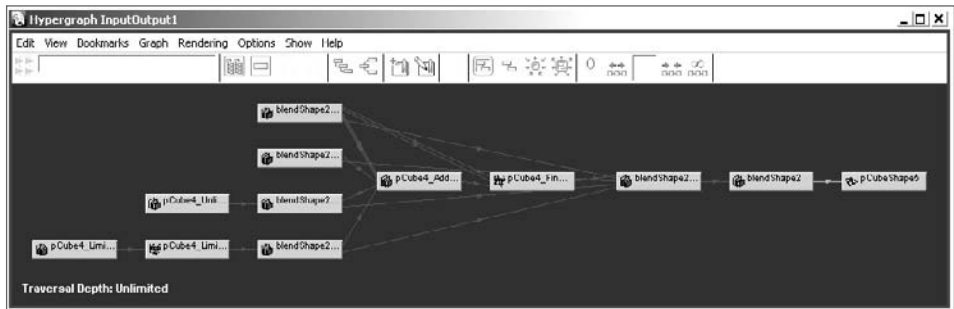 Hypergraph InputOutput1
Edit View Bookmarks Graph Rendering Options Show Help
0
blendShape2...
blendShape2...
pCube4_Add...
pCube4_Fin...
blendShape2...
blendShape2
pCubeShape5
pCube4_Unli...
blendShape2...
pCube4_Limi...
pCube4_Limi...
blendShape2...
Traversal Depth: Unlimited